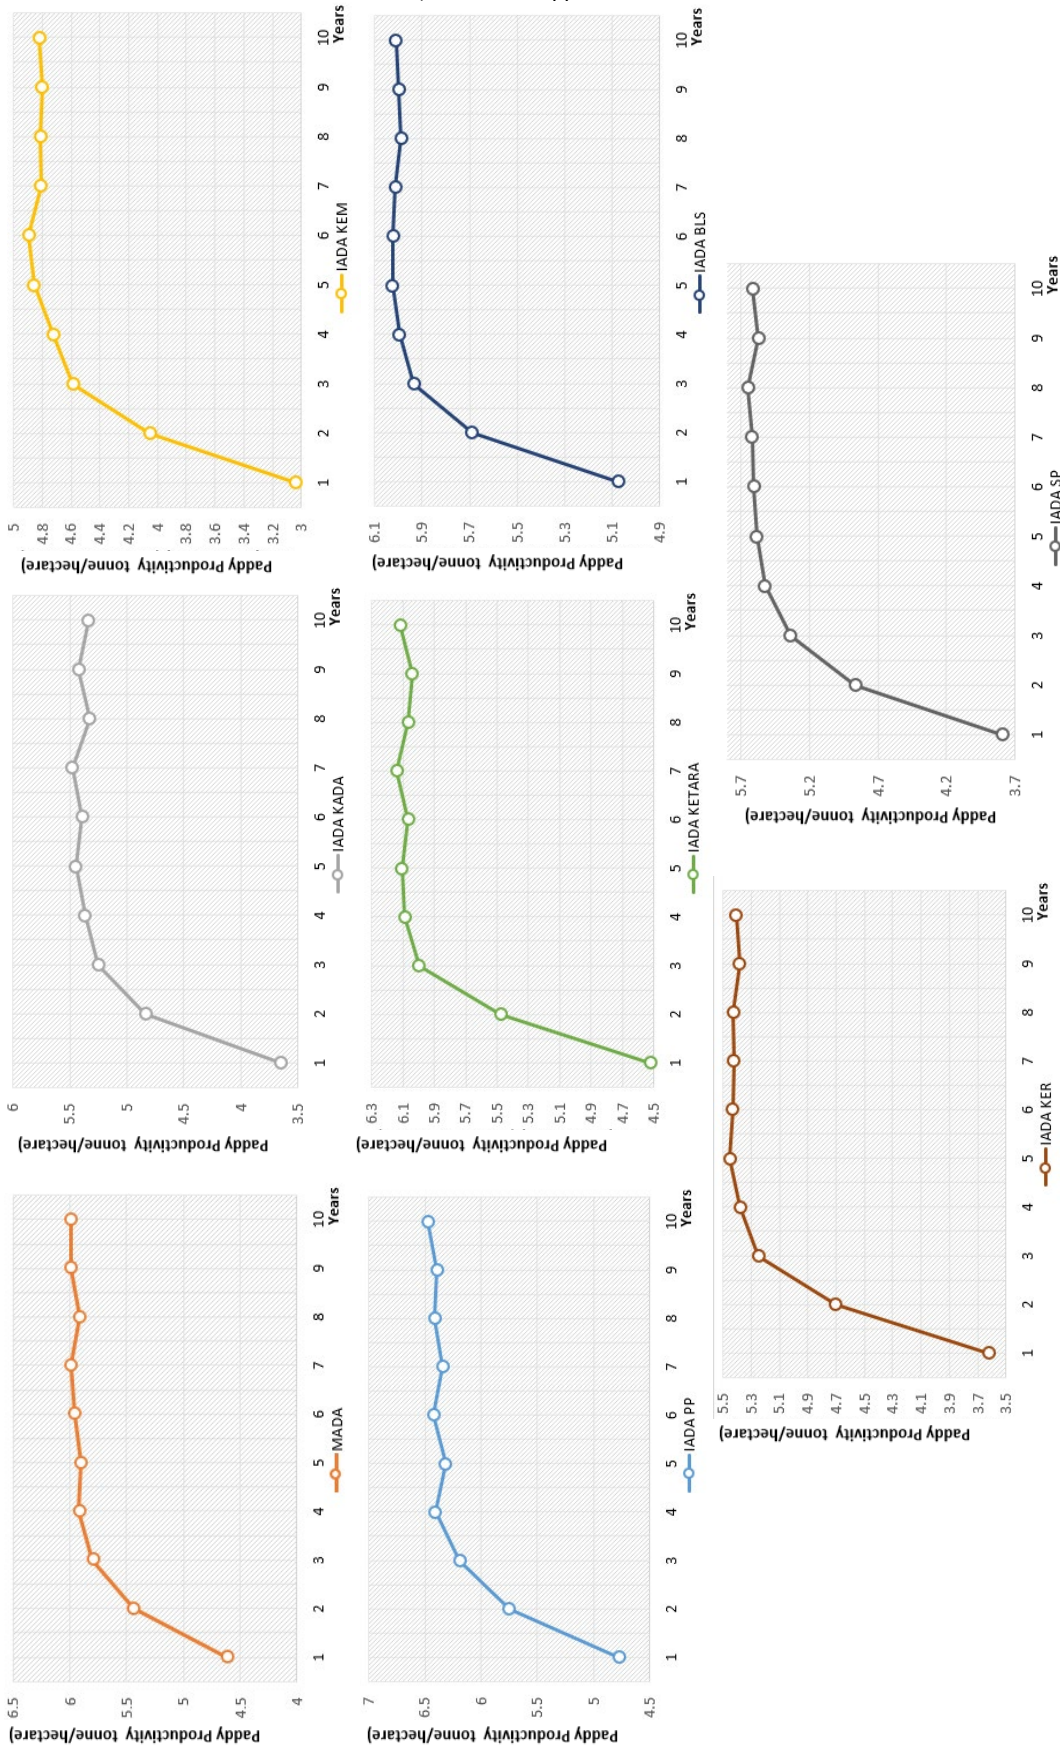 Paddy Productivity tonne/hectare)
6.5
6
5.5
5
4.5
4
1 2 3 4 5 6 7 8 9 10
Years
MADA
Paddy Productivity tonne/hectare)
6
5.5
5
4.5
4
3.5
1 2 3 4 5 6 7 8 9 10
Years
IADA KADA
Paddy Productivity tonne/hectare)
5
4.8
4.6
4.4
4.2
4
3.8
3.6
3.4
3.2
3
1 2 3 4 5 6 7 8 9 10
Years
IADA KEM
Paddy Productivity tonne/hectare)
7
6.5
6
5.5
5
4.5
1 2 3 4 5 6 7 8 9 10
Years
IADA PP
Paddy Productivity tonne/hectare)
6.3
6.1
5.9
5.7
5.5
5.3
5.1
4.9
4.7
4.5
1 2 3 4 5 6 7 8 9 10
Years
IADA KETARA
Paddy Productivity tonne/hectare)
6.1
5.9
5.7
5.5
5.3
5.1
4.9
1 2 3 4 5 6 7 8 9 10
Years
IADA BLS
Paddy Productivity tonne/hectare)
5.5
5.3
5.1
4.9
4.7
4.5
4.3
4.1
3.9
3.7
3.5
1 2 3 4 5 6 7 8 9 10
Years
IADA KER
Paddy Productivity tonne/hectare)
5.7
5.2
4.7
4.2
3.7
1 2 3 4 5 6 7 8 9 10
Years
IADA SP